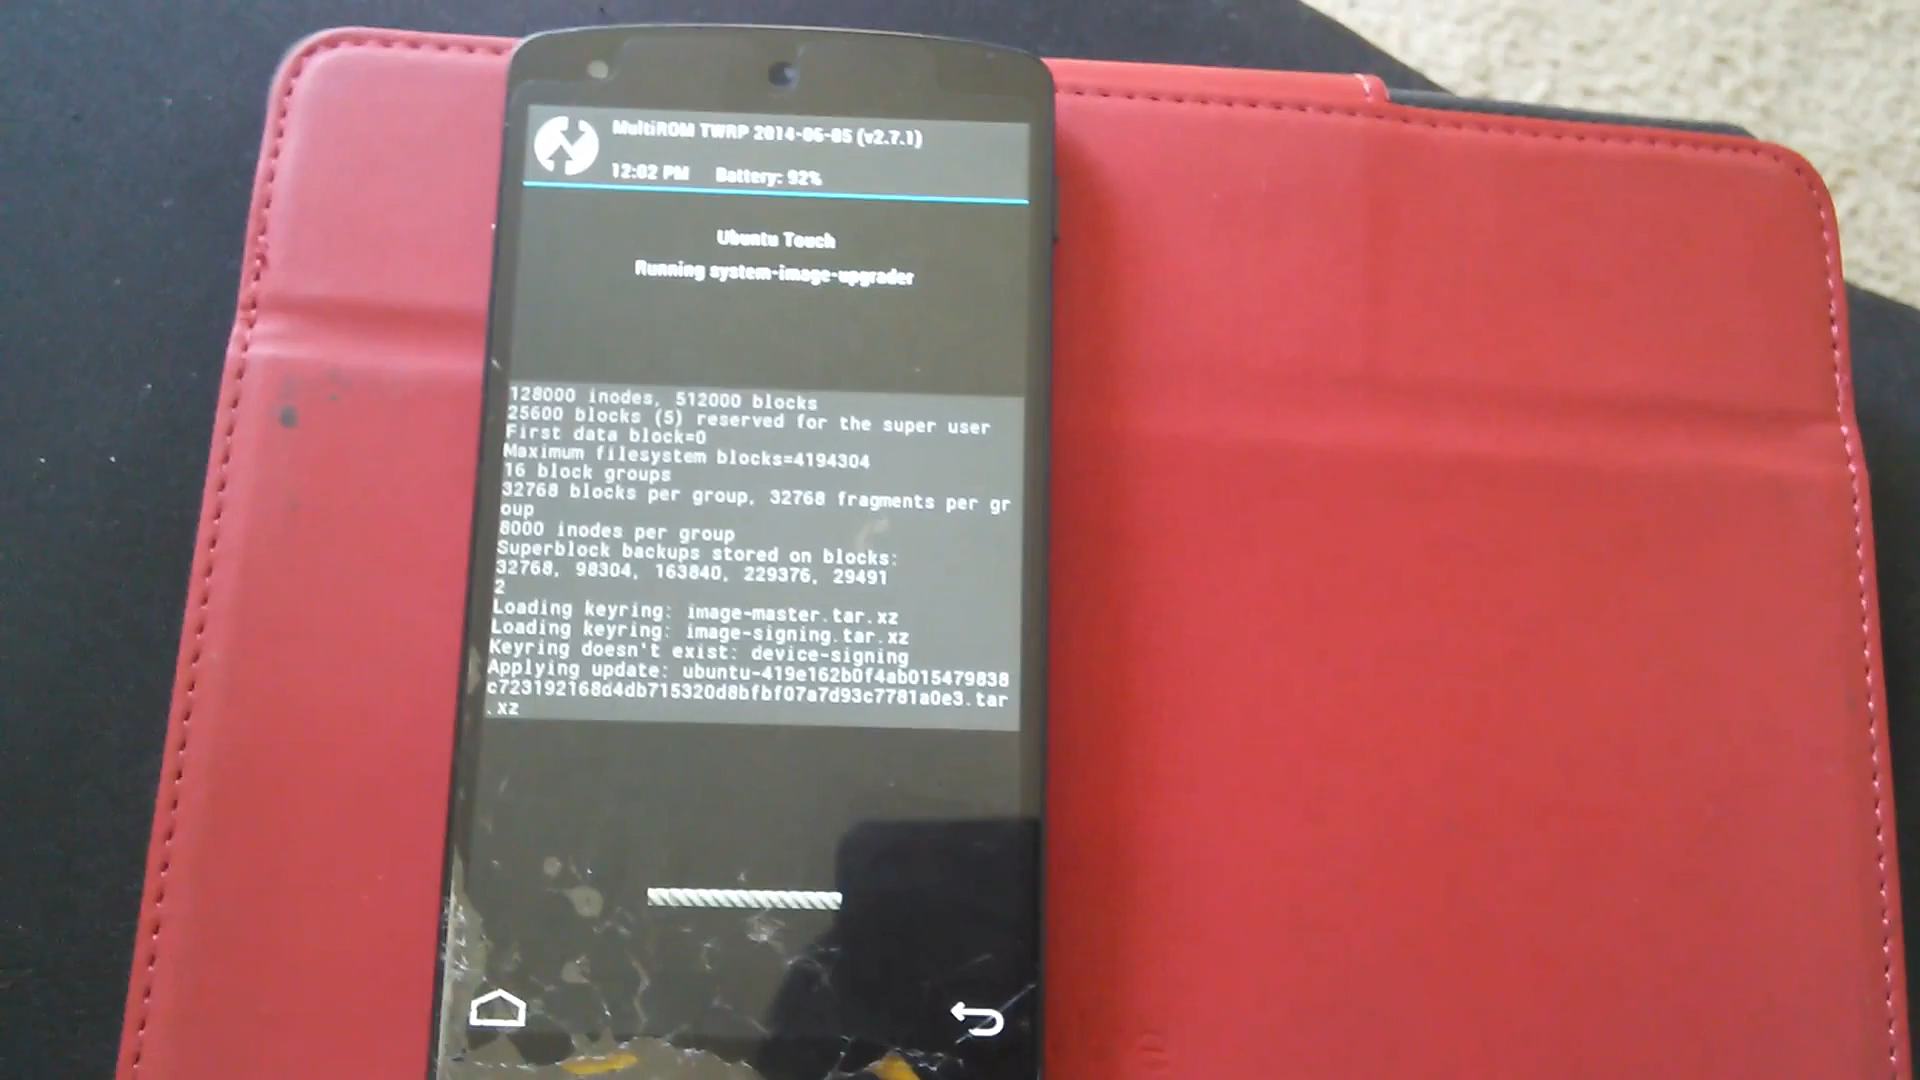 MultiROM TWRP 2014-06-05 (v2.7.1)
12:02 PM Battery: 92%
Ubuntu Touch
Running system-image-upgrader
128000 inodes, 512000 blocks
25600 blocks (5) reserved for the super user
First data block=0
Maximum filesystem blocks=4194304
16 block groups
32768 blocks per group, 32768 fragments per gr
oup
8000 inodes per group
Superblock backups stored on blocks:
32768, 98304, 163840, 229376, 29491
2
Loading keyring: image-master.tar.xz
Loading keyring: image-signing.tar.xz
Keyring doesn't exist: device-signing
Applying update: ubuntu-419e162b0f4ab015479838
c723192168d4db715320d8bfbf07a7d93c7781a0e3.tar
.xz